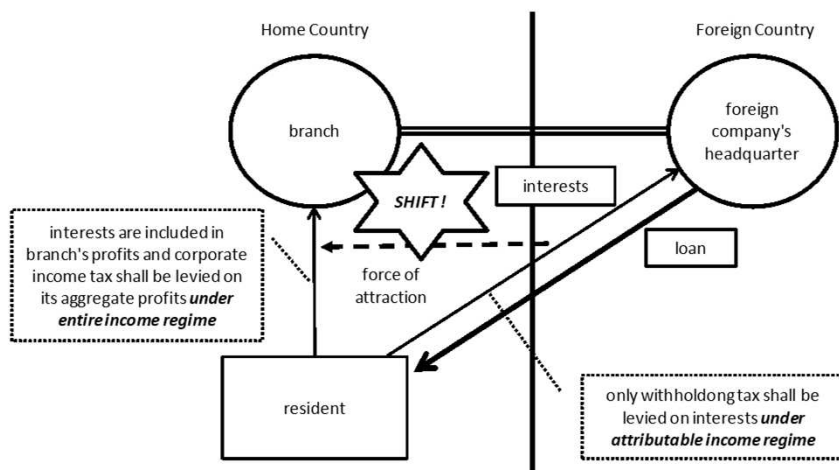 Home Country
Foreign Country
branch
foreign
company's
headquarter
SHIFT !
interests
interests are included in
branch's profits and corporate
income tax shall be levied on
its aggregate profits under
entire income regime
force of
attraction
loan
resident
only withholdong tax shall be
levied on interests under
attributable income regime